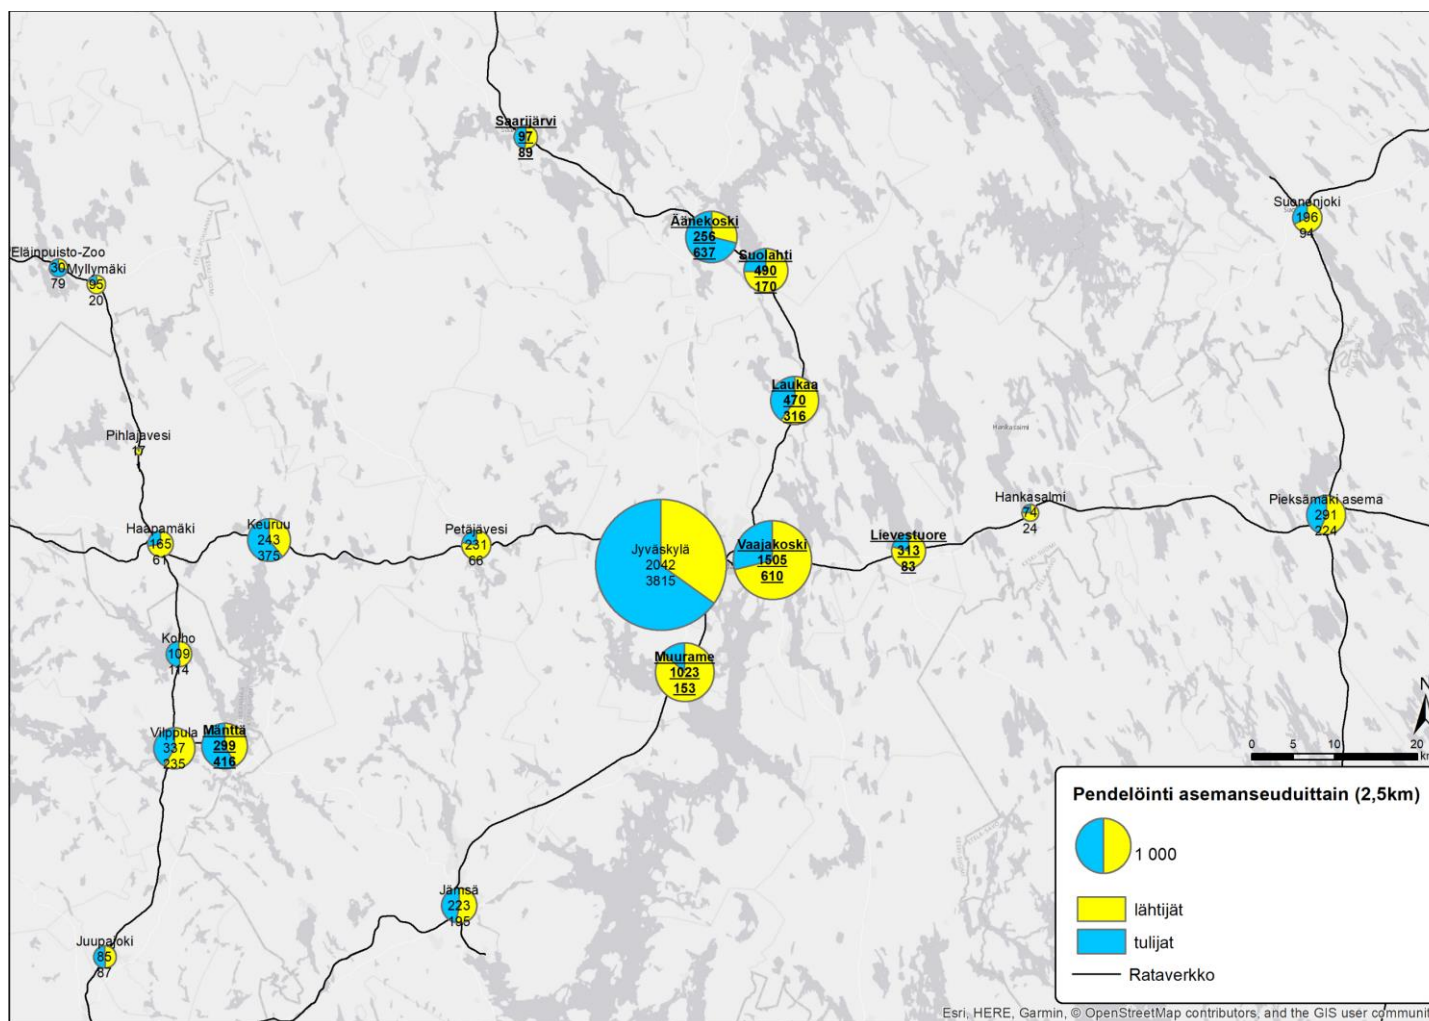 Saarijärvi
97
89
Äänekoski
256
637
Suolahti
490
170
Suonenjoki
196
94
Eläinpuisto-Zoo
30
79
Myllymäki
95
20
Laukaa
470
316
Pihlajavesi
17
Hankasalmi
Hankasalmi
74
24
Pieksämäki asema
291
224
Haapamäki
165
61
Keuruu
243
375
Petäjävesi
231
66
Jyväskylä
2042
3815
Vaajakoski
1505
610
Lievestuore
313
83
Kolho
109
114
Muurame
1023
153
Vilppula
337
235
Mänttä
299
416
Jämsä
223
195
Juupajoki
85
87
N
0 5 10 20
km
Pendelöinti asemanseuduittain (2,5km)
1 000
lähtijät
tulijat
Rataverkko
Esri, HERE, Garmin, © OpenStreetMap contributors, and the GIS user communit